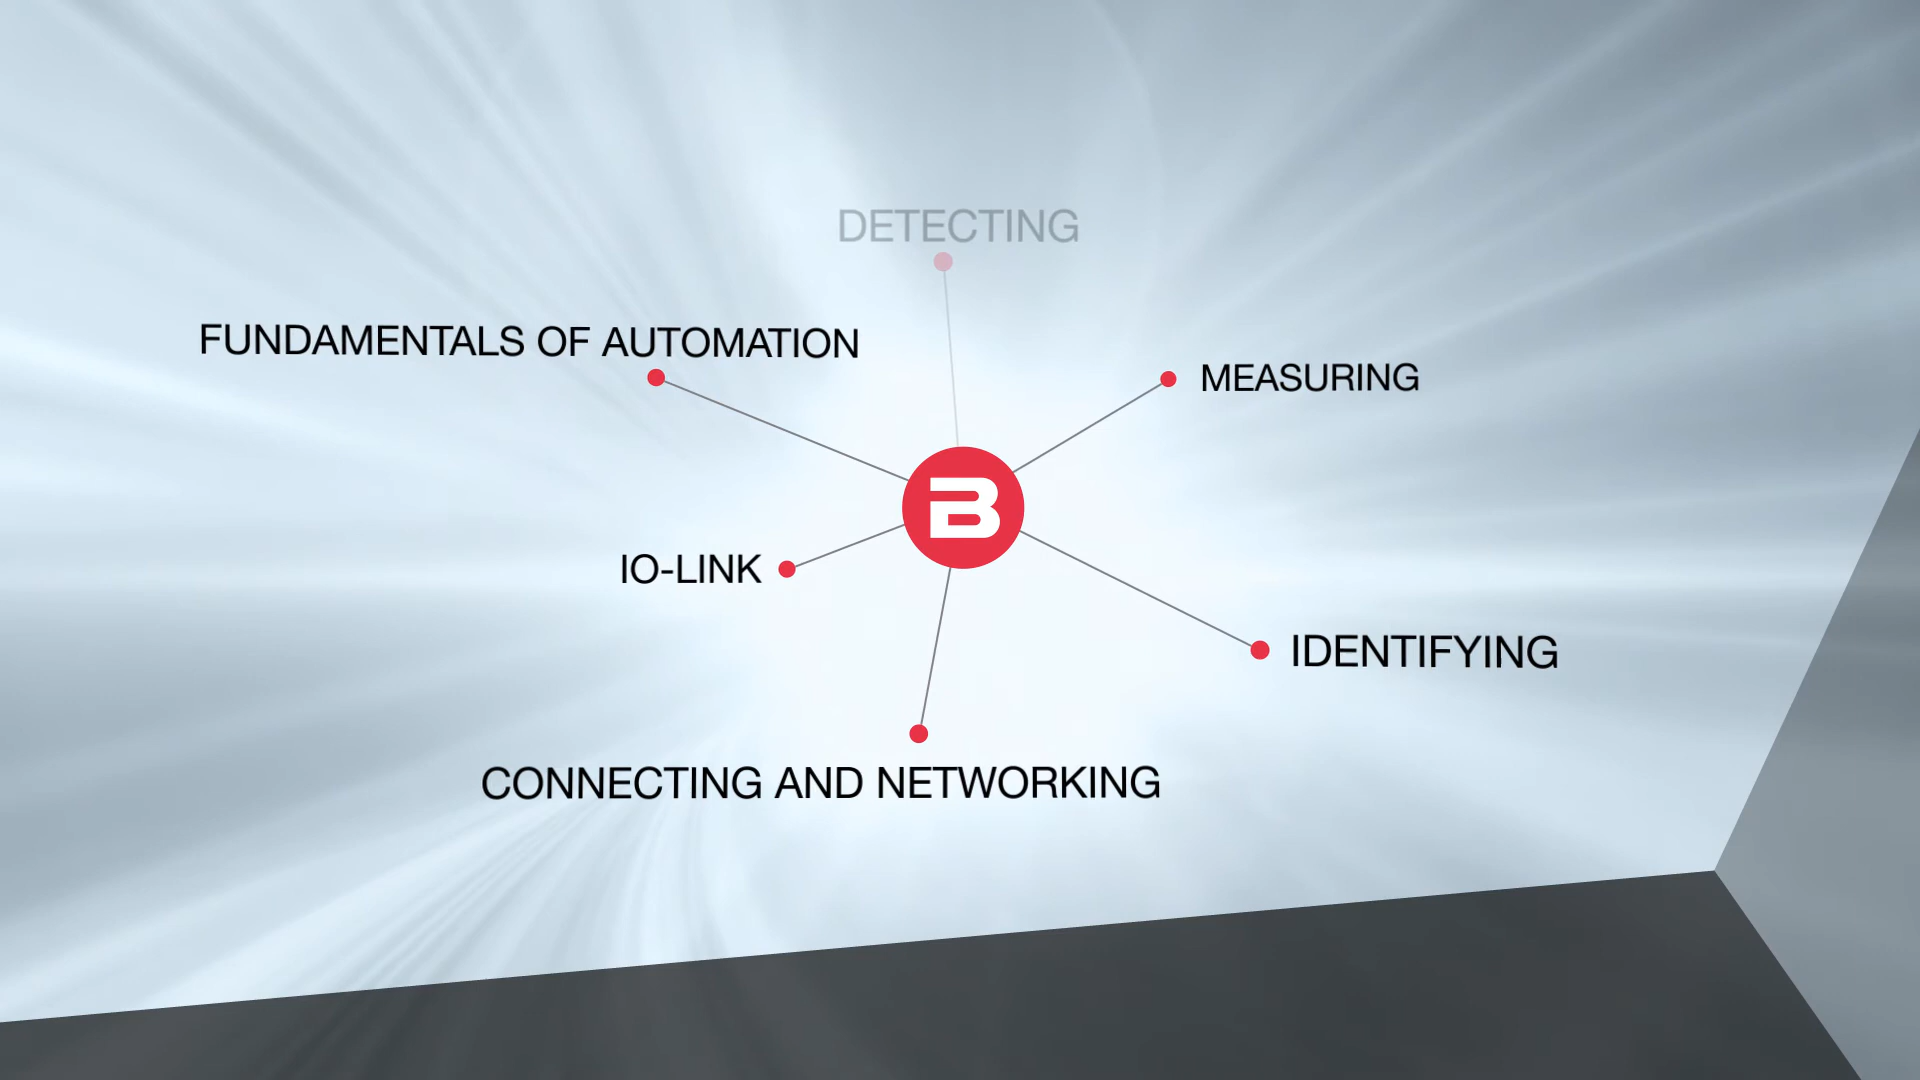 DETECTING
FUNDAMENTALS OF AUTOMATION
MEASURING
B
IO-LINK
IDENTIFYING
CONNECTING AND NETWORKING